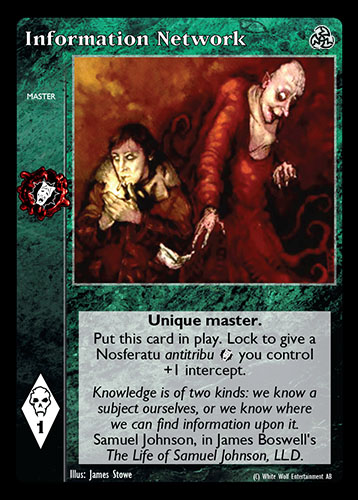 Information Network
MASTER
Unique master.
Put this card in play. Lock to give a
Nosferatu antitribu you control
+1 intercept.
Knowledge is of two kinds: we know a
subject ourselves, or we know where
we can find information upon it.
Samuel Johnson, in James Boswell's
The Life of Samuel Johnson, LL.D.
1
Illus: James Stowe
(C) White Wolf Entertainment AB